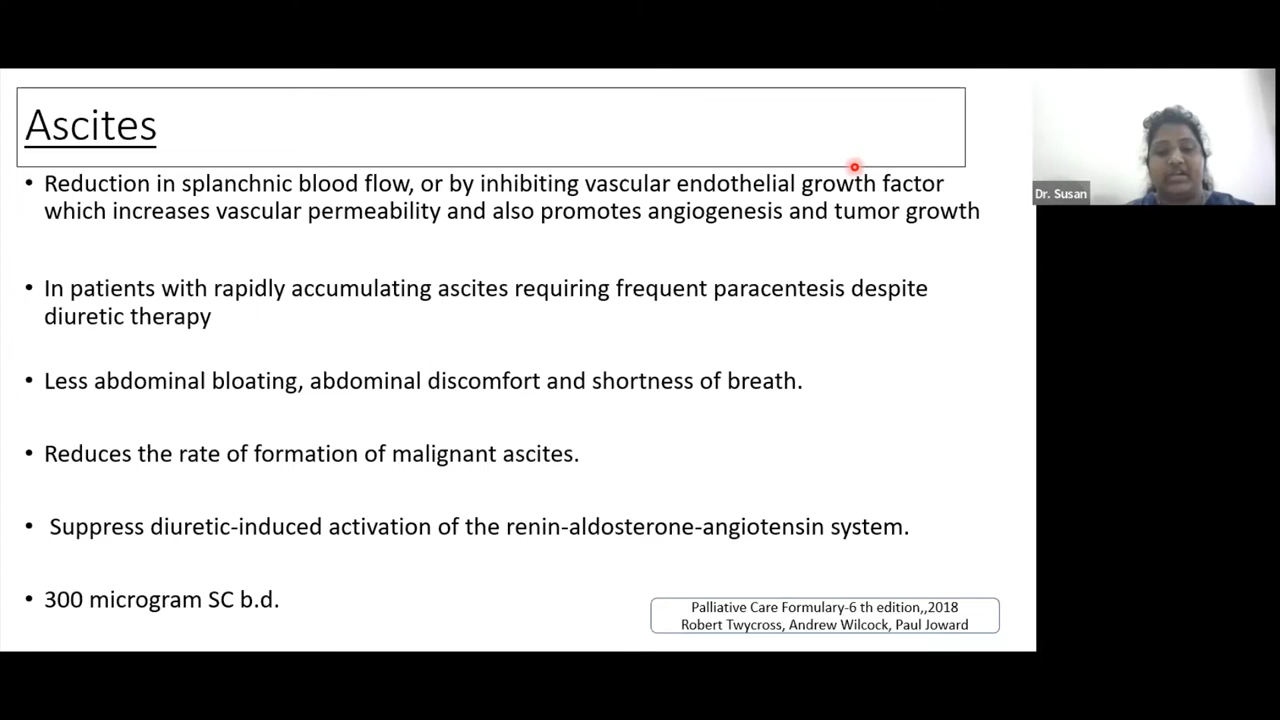 Ascites
• Reduction in splanchnic blood flow, or by inhibiting vascular endothelial growth factor
which increases vascular permeability and also promotes angiogenesis and tumor growth
• In patients with rapidly accumulating ascites requiring frequent paracentesis despite
diuretic therapy
• Less abdominal bloating, abdominal discomfort and shortness of breath.
• Reduces the rate of formation of malignant ascites.
• Suppress diuretic-induced activation of the renin-aldosterone-angiotensin system.
• 300 microgram SC b.d.
Palliative Care Formulary-6 th edition,,2018
Robert Twycross, Andrew Wilcock, Paul Joward
Dr. Susan